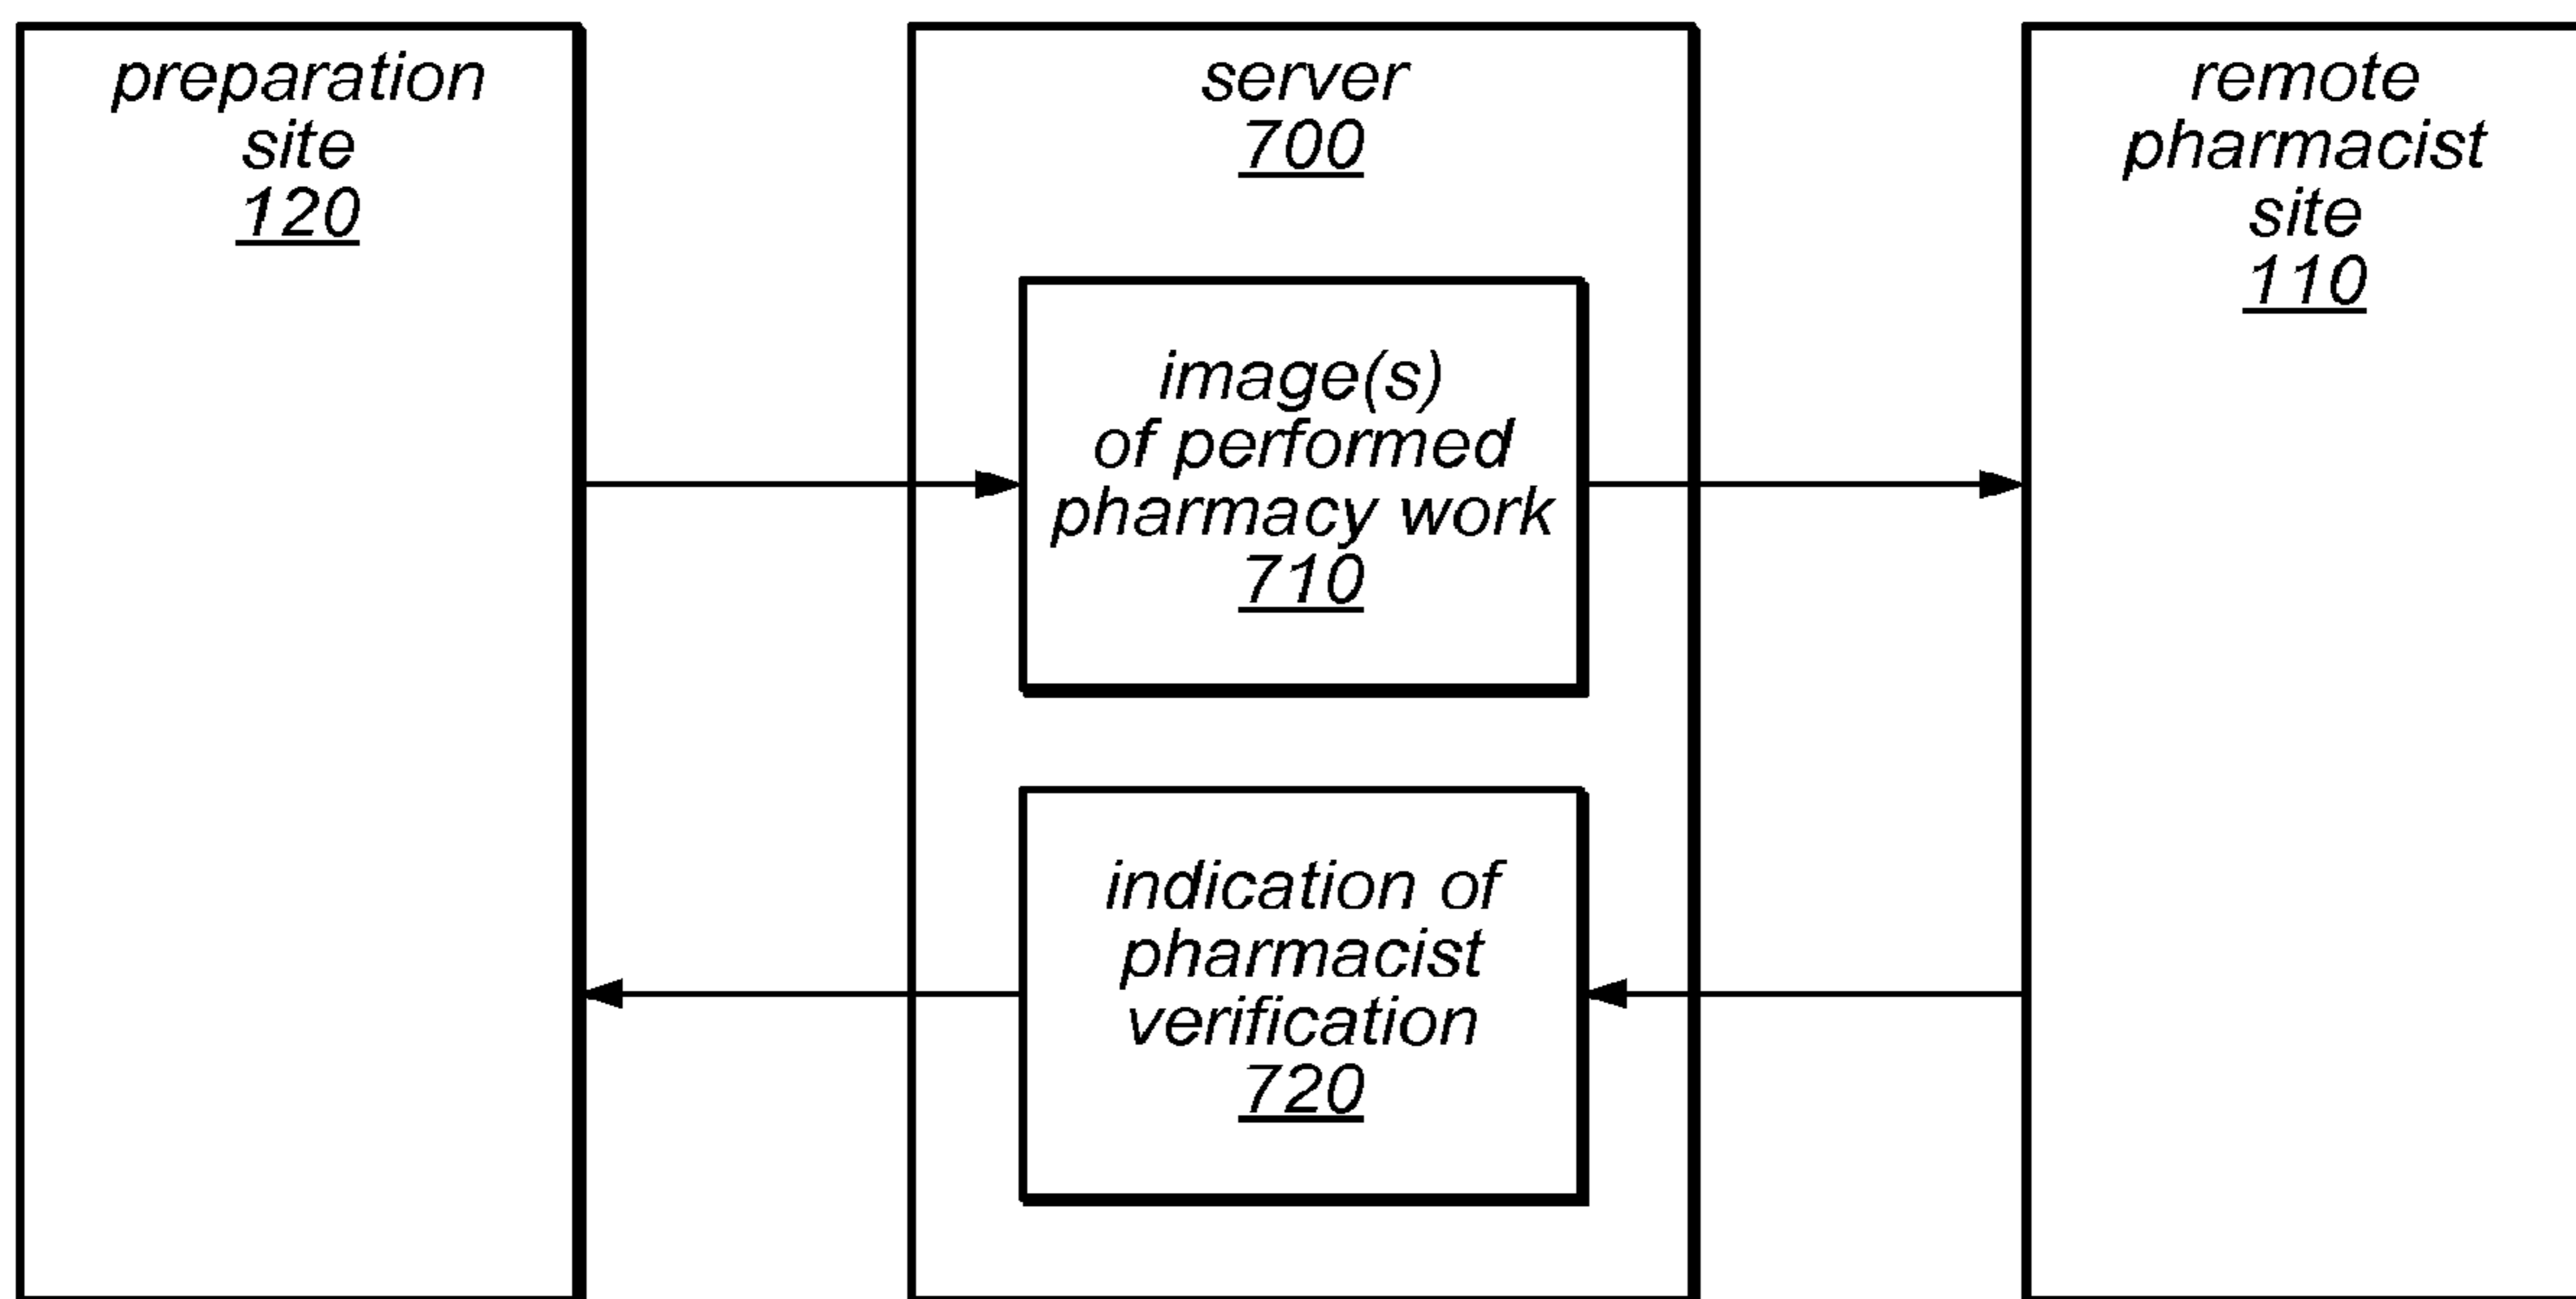 preparation
site
120
server
700
image(s)
of performed
pharmacy work
710
indication of
pharmacist
verification
720
remote
pharmacist
site
110